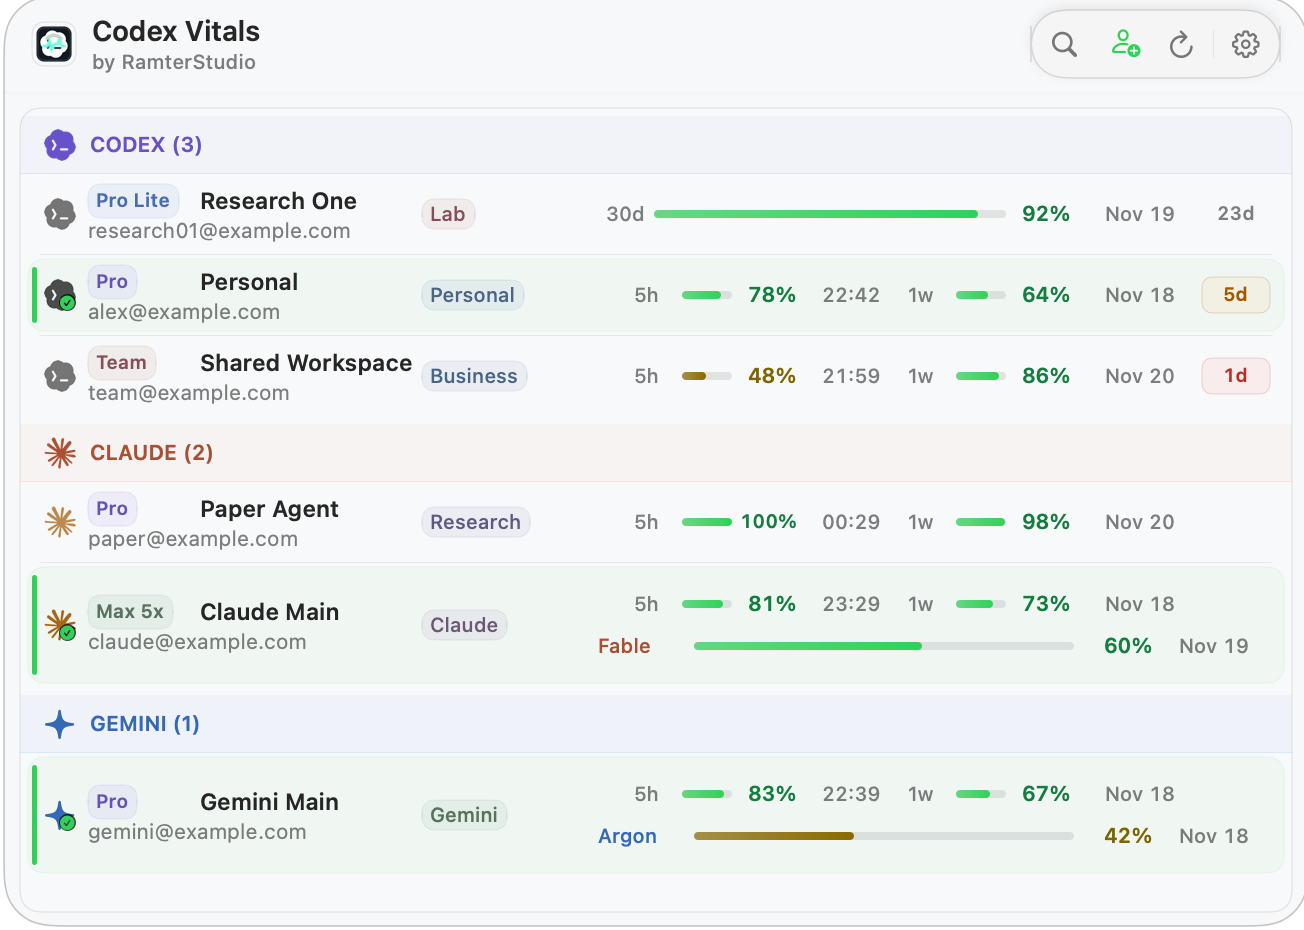 Codex Vitals
by RamterStudio
CODEX (3)
Pro Lite Research One
research01@example.com
Lab 30d 92% Nov 19 23d
Pro Personal
alex@example.com
Personal 5h 78% 22:42 1w 64% Nov 18 5d
Team Shared Workspace
team@example.com
Business 5h 48% 21:59 1w 86% Nov 20 1d
CLAUDE (2)
Pro Paper Agent
paper@example.com
Research 5h 100% 00:29 1w 98% Nov 20
Max 5x Claude Main
claude@example.com
Claude 5h 81% 23:29 1w 73% Nov 18
Fable 60% Nov 19
GEMINI (1)
Pro Gemini Main
gemini@example.com
Gemini 5h 83% 22:39 1w 67% Nov 18
Argon 42% Nov 18